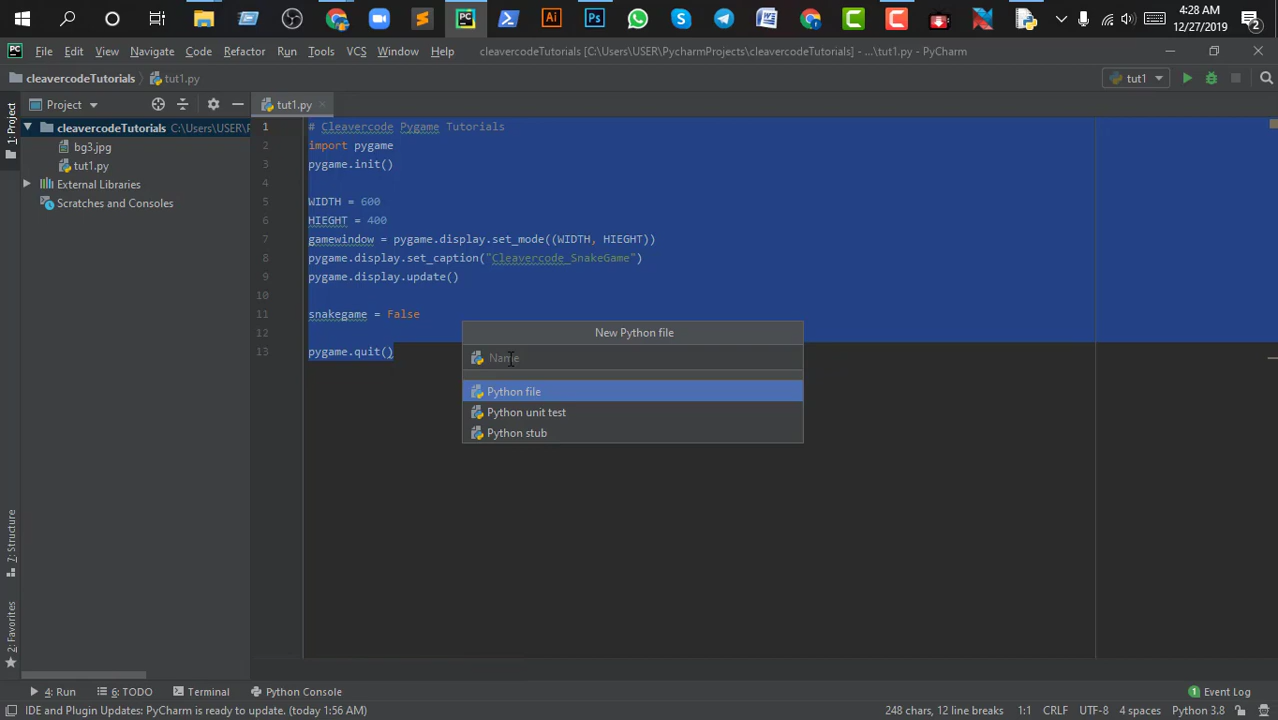 4:28 AM
12/27/2019
2
File Edit View Navigate Code Refactor Run Tools VCS Window Help cleavercodeTutorials [C:\Users\USER\PycharmProjects\cleavercodeTutorials] - ...\tut1.py - PyCharm
cleavercodeTutorials tut1.py tut1
1: Project
Project
tut1.py
cleavercodeTutorials C:\Users\USER\P
bg3.jpg
tut1.py
External Libraries
Scratches and Consoles
1 # Cleavercode Pygame Tutorials
2 import pygame
3 pygame.init()
4
5 WIDTH = 600
6 HIEGHT = 400
7 gamewindow = pygame.display.set_mode((WIDTH, HIEGHT))
8 pygame.display.set_caption("Cleavercode_SnakeGame")
9 pygame.display.update()
10
11 snakegame = False
12
13 pygame.quit()
New Python file
Name
Python file
Python unit test
Python stub
7: Structure
2: Favorites
4: Run 6: TODO Terminal Python Console 1 Event Log
IDE and Plugin Updates: PyCharm is ready to update. (today 1:56 AM) 248 chars, 12 line breaks 1:1 CRLF UTF-8 4 spaces Python 3.8